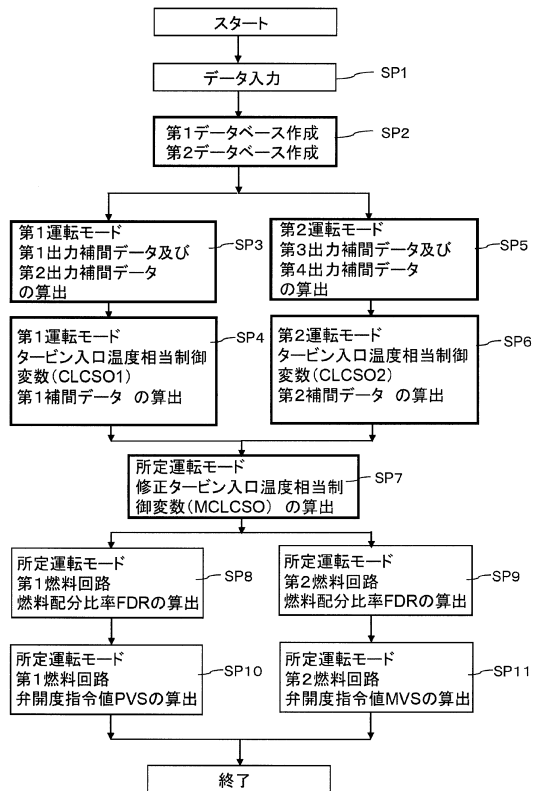 スタート
データ入力
SP1
第1データベース作成
第2データベース作成
SP2
第1運転モード
第1出力補間データ及び
第2出力補間データ
の算出
SP3
第2運転モード
第3出力補間データ及び
第4出力補間データ
の算出
SP5
第1運転モード
タービン入口温度相当制御
変数(CLCSO1)
第1補間データ の算出
SP4
第2運転モード
タービン入口温度相当制御
変数(CLCSO2)
第2補間データ の算出
SP6
所定運転モード
修正タービン入口温度相当制
御変数(MCLCSO) の算出
SP7
所定運転モード
第1燃料回路
燃料配分比率FDRの算出
SP8
所定運転モード
第2燃料回路
燃料配分比率FDRの算出
SP9
所定運転モード
第1燃料回路
弁開度指令値PVSの算出
SP10
所定運転モード
第2燃料回路
弁開度指令値MVSの算出
SP11
終了